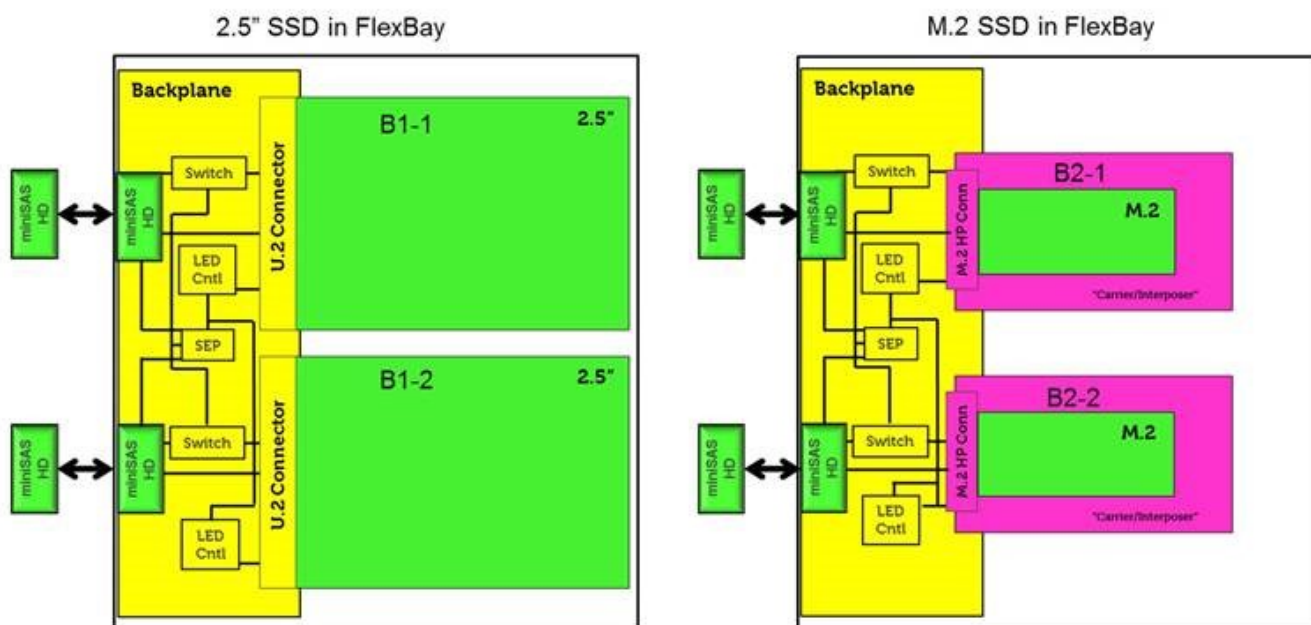 2.5” SSD in FlexBay
Backplane
B1-1
2.5”
U.2 Connector
Switch
miniSAS
HD
miniSAS
HD
LED
Cntl
SEP
B1-2
2.5”
U.2 Connector
Switch
miniSAS
HD
miniSAS
HD
LED
Cntl
M.2 SSD in FlexBay
Backplane
B2-1
M.2
M.2 HP Conn
"Carrier/Interposer"
Switch
miniSAS
HD
miniSAS
HD
LED
Cntl
SEP
B2-2
M.2
M.2 HP Conn
"Carrier/Interposer"
Switch
miniSAS
HD
miniSAS
HD
LED
Cntl